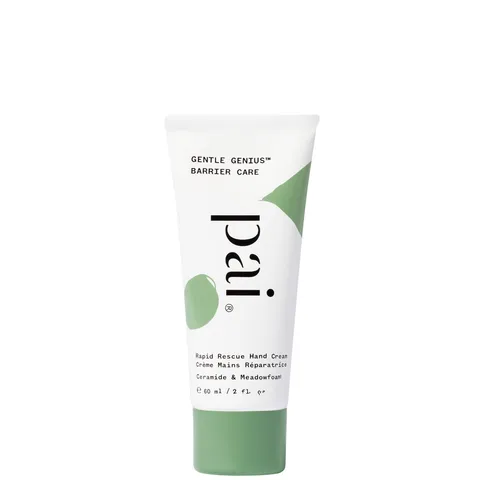 GENTLE GENIUS™
BARRIER CARE
pai®
Rapid Rescue Hand Cream
Crème Mains Réparatrice
Ceramide & Meadowfoam
℮ 60 ml / 2 fl